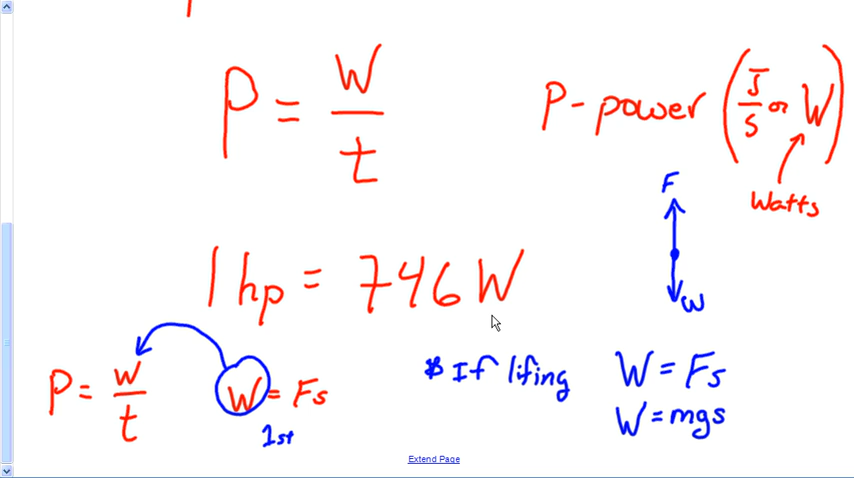 P = W/t
P - power (J/s or W)
Watts
F
W
1 hp = 746 W
P = W/t
W = Fs
1st
* If lifing
W = Fs
W = mgs
Extend Page